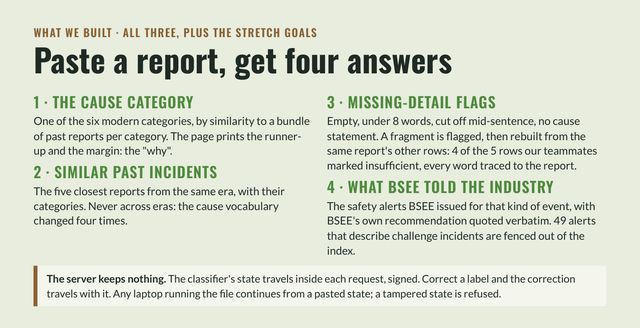 WHAT WE BUILT · ALL THREE, PLUS THE STRETCH GOALS
Paste a report, get four answers
1 · THE CAUSE CATEGORY
One of the six modern categories, by similarity to a bundle
of past reports per category. The page prints the runner-
up and the margin: the "why".
2 · SIMILAR PAST INCIDENTS
The five closest reports from the same era, with their
categories. Never across eras: the cause vocabulary
changed four times.
3 · MISSING-DETAIL FLAGS
Empty, under 8 words, cut off mid-sentence, no cause
statement. A fragment is flagged, then rebuilt from the
same report's other rows: 4 of the 5 rows our teammates
marked insufficient, every word traced to the report.
4 · WHAT BSEE TOLD THE INDUSTRY
The safety alerts BSEE issued for that kind of event, with
BSEE's own recommendation quoted verbatim. 49 alerts
that describe challenge incidents are fenced out of the
index.
The server keeps nothing. The classifier's state travels inside each request, signed. Correct a label and the correction
travels with it. Any laptop running the file continues from a pasted state; a tampered state is refused.